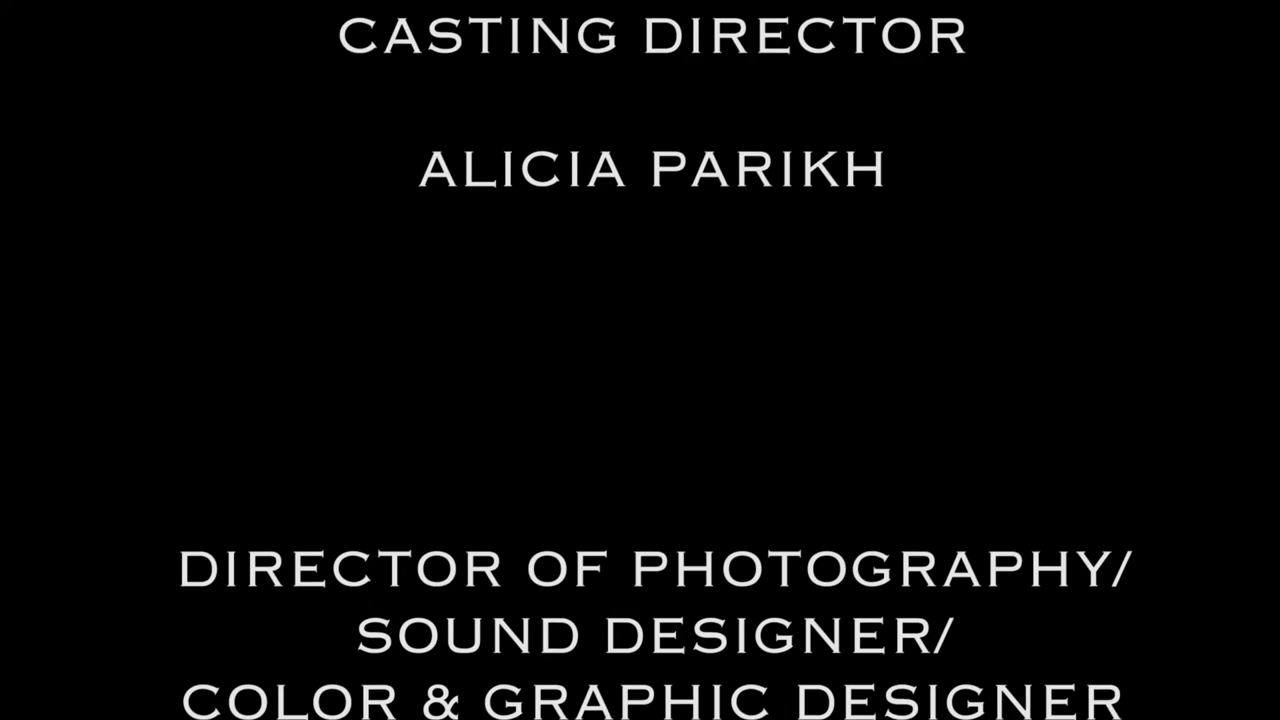 CASTING DIRECTOR
ALICIA PARIKH
DIRECTOR OF PHOTOGRAPHY/
SOUND DESIGNER/
COLOR & GRAPHIC DESIGNER